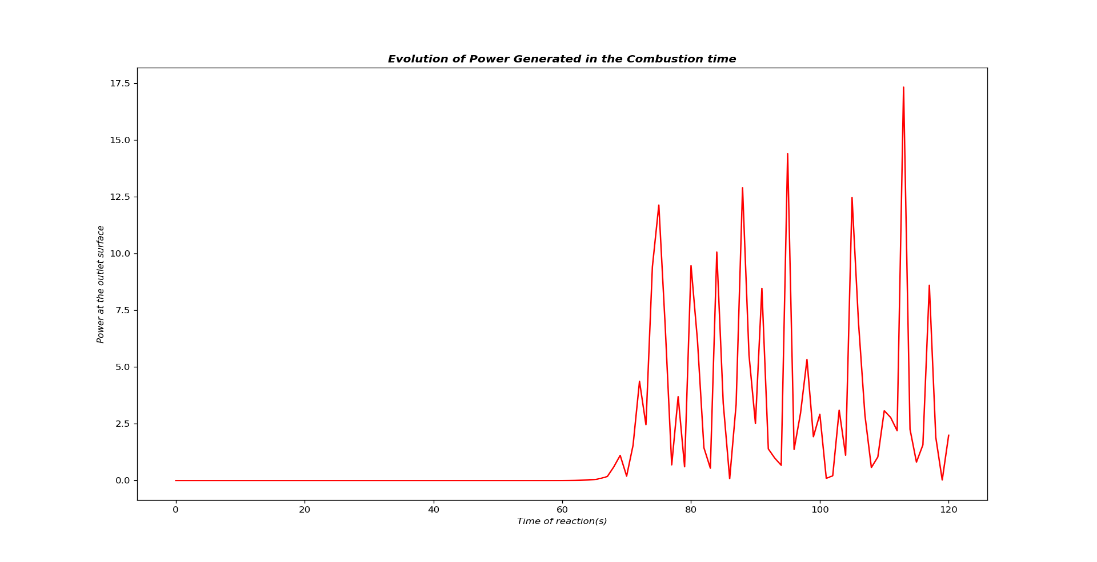 Evolution of Power Generated in the Combustion time
Power at the outlet surface
17.5
15.0
12.5
10.0
7.5
5.0
2.5
0.0
0 20 40 60 80 100 120
Time of reaction(s)